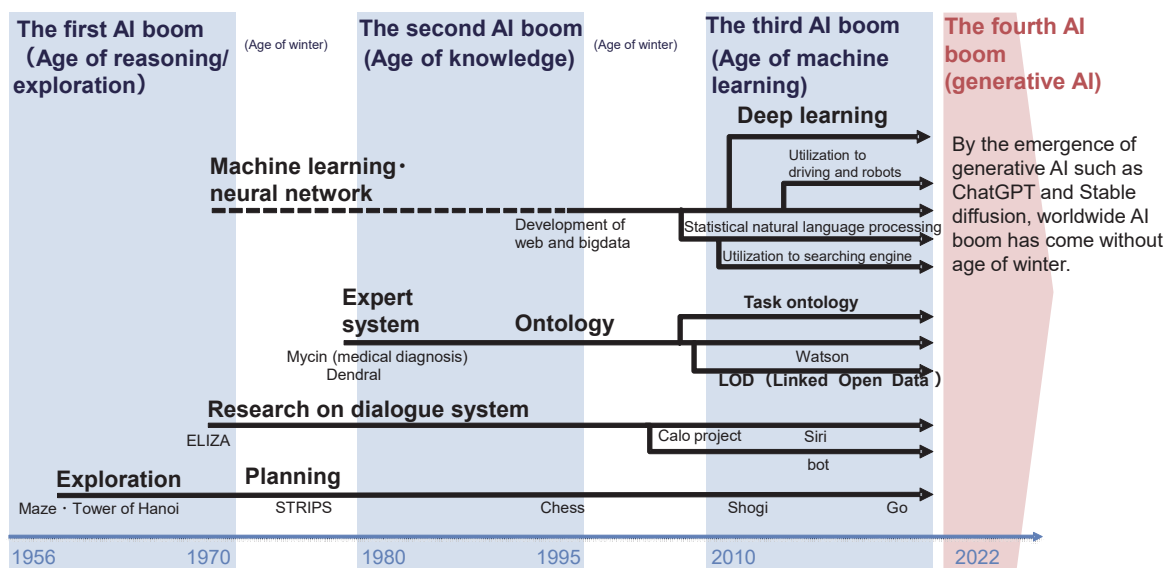 The first AI boom
（Age of reasoning/
exploration）
(Age of winter)
The second AI boom
(Age of knowledge)
(Age of winter)
The third AI boom
(Age of machine
learning)
The fourth AI
boom
(generative AI)
By the emergence of
generative AI such as
ChatGPT and Stable
diffusion, worldwide AI
boom has come without
age of winter.
Deep learning
Utilization to
driving and robots
Machine learning・
neural network
Development of
web and bigdata
Statistical natural language processing
Utilization to searching engine
Expert
system
Ontology
Task ontology
Mycin (medical diagnosis)
Dendral
Watson
LOD（Linked Open Data）
Research on dialogue system
ELIZA
Calo project
Siri
bot
Exploration
Planning
Maze・Tower of Hanoi
STRIPS
Chess
Shogi
Go
1956
1970
1980
1995
2010
2022